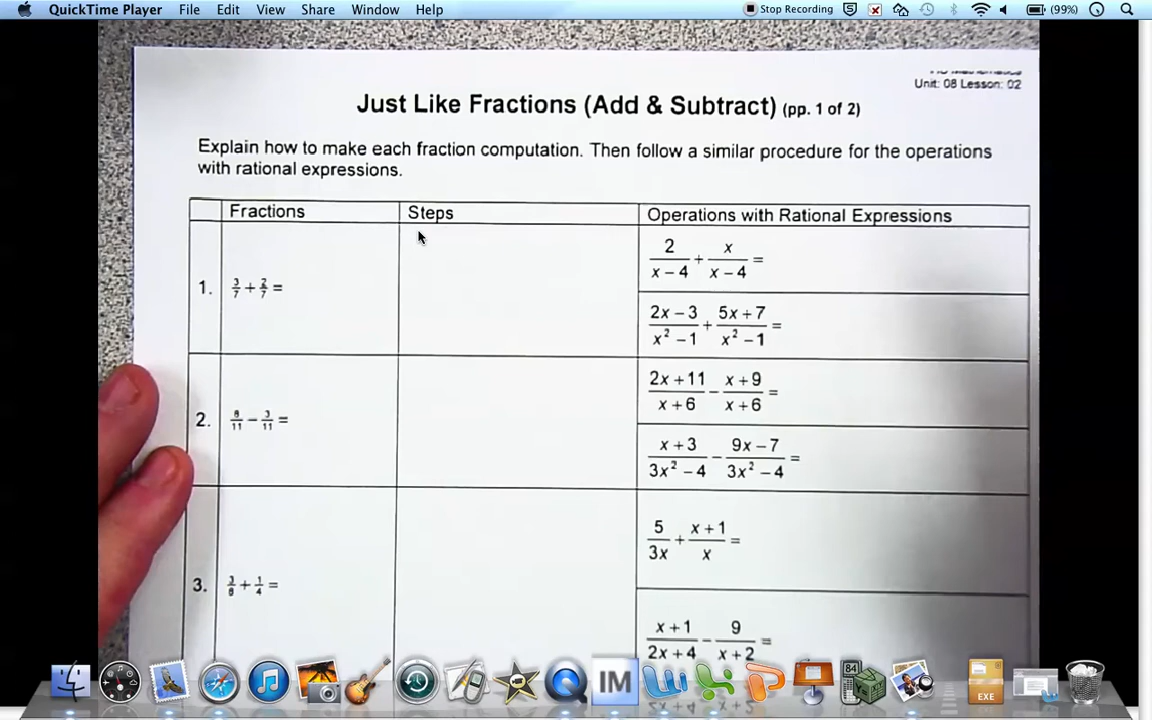 QuickTime Player File Edit View Share Window Help Stop Recording (99%)
Unit: 08 Lesson: 02
Just Like Fractions (Add & Subtract) (pp. 1 of 2)
Explain how to make each fraction computation. Then follow a similar procedure for the operations
with rational expressions.
Fractions Steps Operations with Rational Expressions
1. 3/7 + 2/7 =
2/(x – 4) + x/(x – 4) =
(2x – 3)/(x² – 1) + (5x + 7)/(x² – 1) =
2. 8/11 – 3/11 =
(2x + 11)/(x + 6) – (x + 9)/(x + 6) =
(x + 3)/(3x² – 4) – (9x – 7)/(3x² – 4) =
3. 3/8 + 1/4 =
5/3x + (x + 1)/x =
(x + 1)/(2x + 4) – 9/(x + 2) =
IM
84
EXE